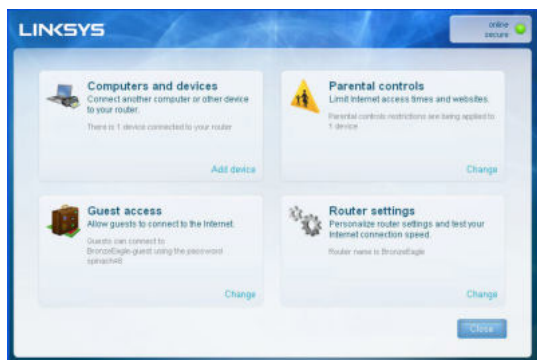 LINKSYS
online
secure
Computers and devices
Connect another computer or other device
to your router.
There is 1 device connected to your router
Add device
Parental controls
Limit Internet access times and websites.
Parental controls restrictions are being applied to
1 device
Change
Guest access
Allow guests to connect to the Internet.
Guests can connect to
BronzeEagle-guest using the password
spinach48
Change
Router settings
Personalize router settings and test your
Internet connection speed.
Router name is BronzeEagle
Change
Close